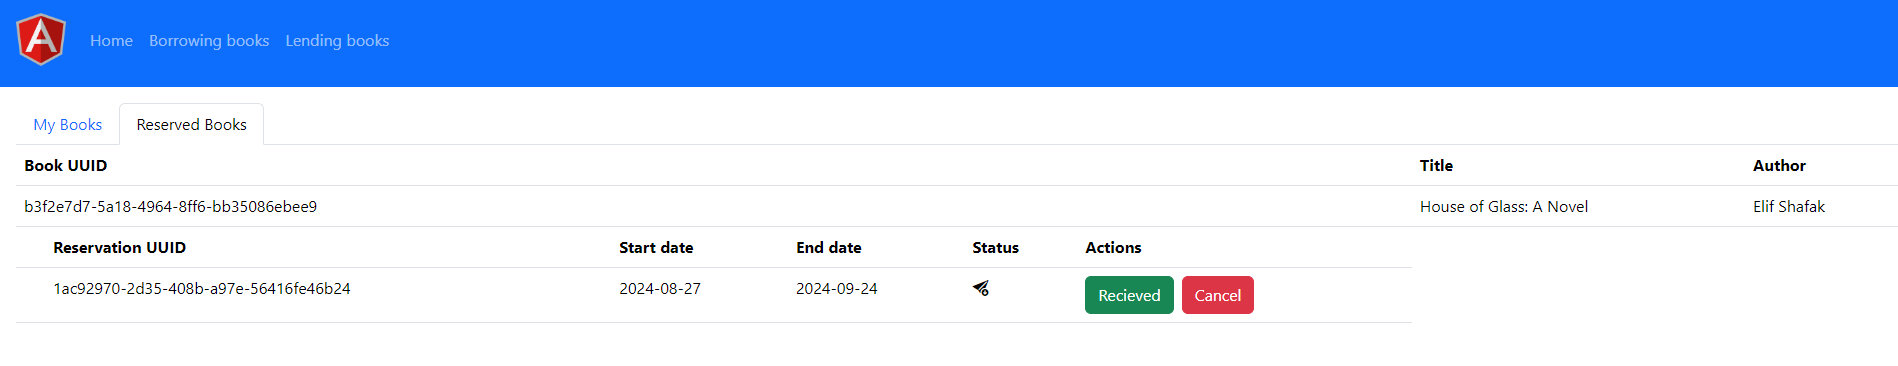 A
Home Borrowing books Lending books
My Books Reserved Books
Book UUID Title Author
b3f2e7d7-5a18-4964-8ff6-bb35086ebee9 House of Glass: A Novel Elif Shafak
Reservation UUID Start date End date Status Actions
1ac92970-2d35-408b-a97e-56416fe46b24 2024-08-27 2024-09-24 Recieved Cancel